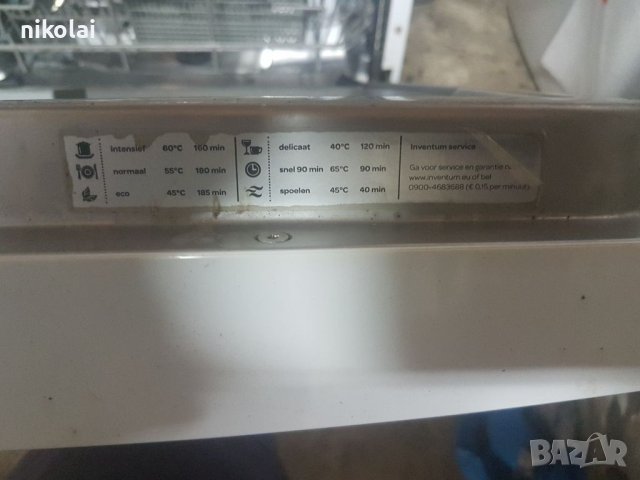 nikolai
intensief 60°C 160 min
normaal 55°C 180 min
eco 45°C 185 min
delicaat 40°C 120 min
snel 90 min 65°C 90 min
spoelen 45°C 40 min
Inventum service
Ga voor service en garantie n
www.inventum.eu of bel
0900-4683688 (€ 0,15 per minuut)
BAZAR